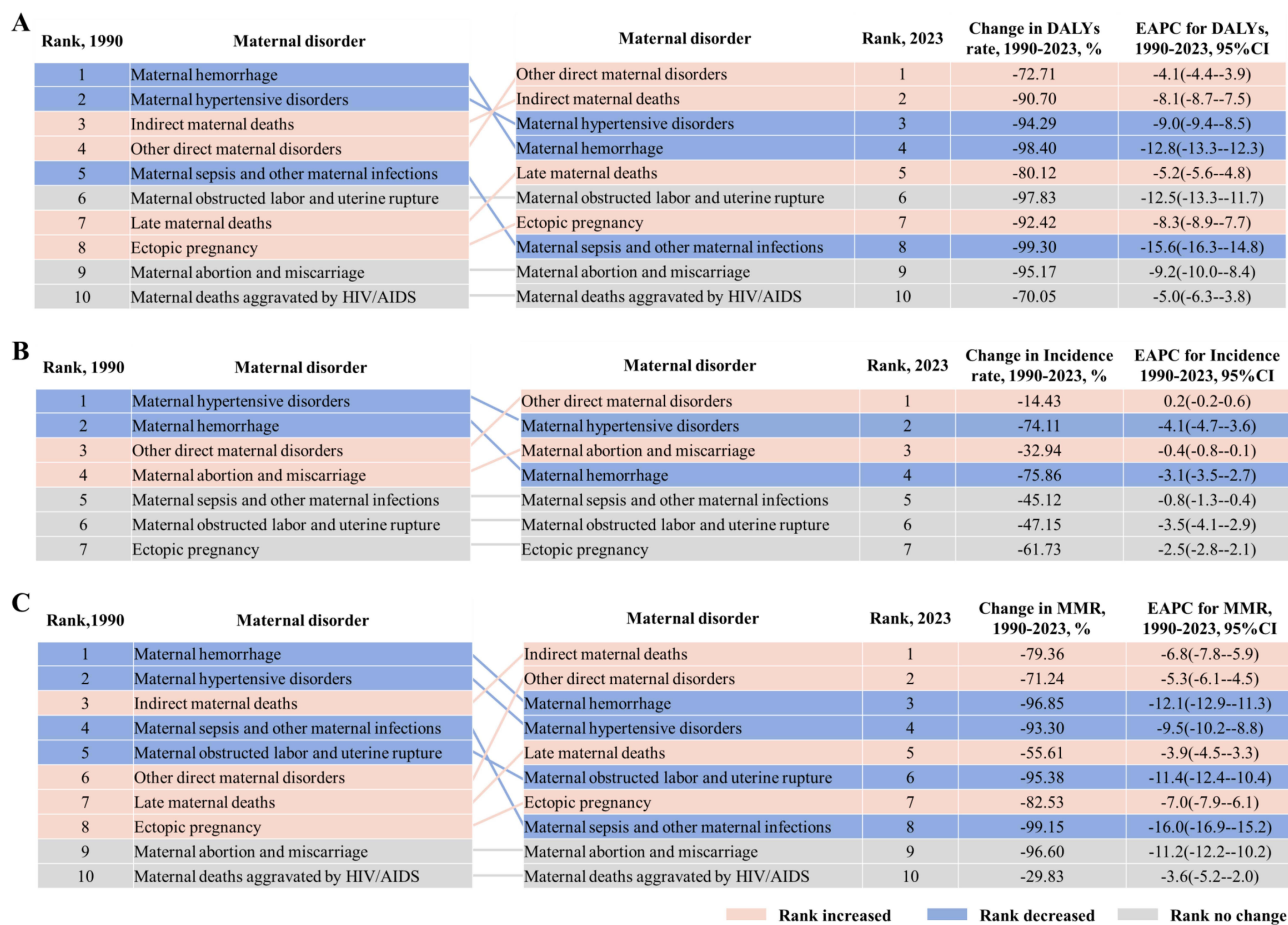 A
Rank, 1990 Maternal disorder Maternal disorder Rank, 2023 Change in DALYs rate, 1990-2023, % EAPC for DALYs, 1990-2023, 95%CI
1 Maternal hemorrhage Other direct maternal disorders 1 -72.71 -4.1(-4.4--3.9)
2 Maternal hypertensive disorders Indirect maternal deaths 2 -90.70 -8.1(-8.7--7.5)
3 Indirect maternal deaths Maternal hypertensive disorders 3 -94.29 -9.0(-9.4--8.5)
4 Other direct maternal disorders Maternal hemorrhage 4 -98.40 -12.8(-13.3--12.3)
5 Maternal sepsis and other maternal infections Late maternal deaths 5 -80.12 -5.2(-5.6--4.8)
6 Maternal obstructed labor and uterine rupture Maternal obstructed labor and uterine rupture 6 -97.83 -12.5(-13.3--11.7)
7 Late maternal deaths Ectopic pregnancy 7 -92.42 -8.3(-8.9--7.7)
8 Ectopic pregnancy Maternal sepsis and other maternal infections 8 -99.30 -15.6(-16.3--14.8)
9 Maternal abortion and miscarriage Maternal abortion and miscarriage 9 -95.17 -9.2(-10.0--8.4)
10 Maternal deaths aggravated by HIV/AIDS Maternal deaths aggravated by HIV/AIDS 10 -70.05 -5.0(-6.3--3.8)
B
Rank, 1990 Maternal disorder Maternal disorder Rank, 2023 Change in Incidence rate, 1990-2023, % EAPC for Incidence 1990-2023, 95%CI
1 Maternal hypertensive disorders Other direct maternal disorders 1 -14.43 0.2(-0.2-0.6)
2 Maternal hemorrhage Maternal hypertensive disorders 2 -74.11 -4.1(-4.7--3.6)
3 Other direct maternal disorders Maternal abortion and miscarriage 3 -32.94 -0.4(-0.8--0.1)
4 Maternal abortion and miscarriage Maternal hemorrhage 4 -75.86 -3.1(-3.5--2.7)
5 Maternal sepsis and other maternal infections Maternal sepsis and other maternal infections 5 -45.12 -0.8(-1.3--0.4)
6 Maternal obstructed labor and uterine rupture Maternal obstructed labor and uterine rupture 6 -47.15 -3.5(-4.1--2.9)
7 Ectopic pregnancy Ectopic pregnancy 7 -61.73 -2.5(-2.8--2.1)
C
Rank,1990 Maternal disorder Maternal disorder Rank, 2023 Change in MMR, 1990-2023, % EAPC for MMR, 1990-2023, 95%CI
1 Maternal hemorrhage Indirect maternal deaths 1 -79.36 -6.8(-7.8--5.9)
2 Maternal hypertensive disorders Other direct maternal disorders 2 -71.24 -5.3(-6.1--4.5)
3 Indirect maternal deaths Maternal hemorrhage 3 -96.85 -12.1(-12.9--11.3)
4 Maternal sepsis and other maternal infections Maternal hypertensive disorders 4 -93.30 -9.5(-10.2--8.8)
5 Maternal obstructed labor and uterine rupture Late maternal deaths 5 -55.61 -3.9(-4.5--3.3)
6 Other direct maternal disorders Maternal obstructed labor and uterine rupture 6 -95.38 -11.4(-12.4--10.4)
7 Late maternal deaths Ectopic pregnancy 7 -82.53 -7.0(-7.9--6.1)
8 Ectopic pregnancy Maternal sepsis and other maternal infections 8 -99.15 -16.0(-16.9--15.2)
9 Maternal abortion and miscarriage Maternal abortion and miscarriage 9 -96.60 -11.2(-12.2--10.2)
10 Maternal deaths aggravated by HIV/AIDS Maternal deaths aggravated by HIV/AIDS 10 -29.83 -3.6(-5.2--2.0)
Rank increased Rank decreased Rank no change